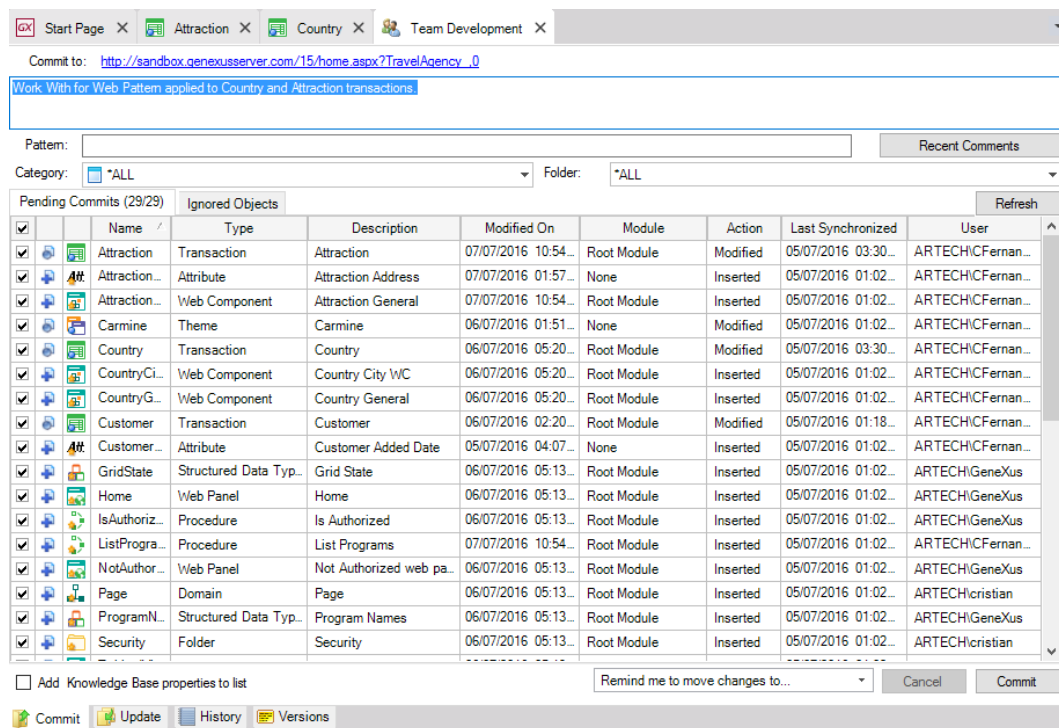 GX Start Page Attraction Country Team Development
Commit to: http://sandbox.genexusserver.com/15/home.aspx?TravelAgency_,0
Work With for Web Pattern applied to Country and Attraction transactions.
Pattern: Recent Comments
Category: *ALL Folder: *ALL
Pending Commits (29/29) Ignored Objects Refresh
Name Type Description Modified On Module Action Last Synchronized User
Attraction Transaction Attraction 07/07/2016 10:54... Root Module Modified 05/07/2016 03:30... ARTECH\CFernan...
Att. Attraction... Attribute Attraction Address 07/07/2016 01:57... None Inserted 05/07/2016 01:02... ARTECH\CFernan...
Attraction... Web Component Attraction General 07/07/2016 10:54... Root Module Inserted 05/07/2016 01:02... ARTECH\CFernan...
Carmine Theme Carmine 06/07/2016 01:51... None Modified 05/07/2016 01:02... ARTECH\CFernan...
Country Transaction Country 06/07/2016 05:20... Root Module Modified 05/07/2016 03:30... ARTECH\CFernan...
CountryCi... Web Component Country City WC 06/07/2016 05:20... Root Module Inserted 05/07/2016 01:02... ARTECH\CFernan...
CountryG... Web Component Country General 06/07/2016 05:20... Root Module Inserted 05/07/2016 01:02... ARTECH\CFernan...
Customer Transaction Customer 06/07/2016 02:20... Root Module Modified 05/07/2016 01:18... ARTECH\CFernan...
Att. Customer... Attribute Customer Added Date 05/07/2016 04:07... None Inserted 05/07/2016 01:02... ARTECH\CFernan...
GridState Structured Data Typ... Grid State 06/07/2016 05:13... Root Module Inserted 05/07/2016 01:02... ARTECH\GeneXus
Home Web Panel Home 06/07/2016 05:13... Root Module Inserted 05/07/2016 01:02... ARTECH\GeneXus
IsAuthoriz... Procedure Is Authorized 06/07/2016 05:13... Root Module Inserted 05/07/2016 01:02... ARTECH\GeneXus
ListProgra... Procedure List Programs 07/07/2016 10:54... Root Module Inserted 05/07/2016 01:02... ARTECH\CFernan...
NotAuthor... Web Panel Not Authorized web pa... 06/07/2016 05:13... Root Module Inserted 05/07/2016 01:02... ARTECH\GeneXus
Page Domain Page 06/07/2016 05:13... Root Module Inserted 05/07/2016 01:02... ARTECH\cristian
ProgramN... Structured Data Typ... Program Names 06/07/2016 05:13... Root Module Inserted 05/07/2016 01:02... ARTECH\GeneXus
Security Folder Security 06/07/2016 05:13... Root Module Inserted 05/07/2016 01:02... ARTECH\cristian
Add Knowledge Base properties to list Remind me to move changes to... Cancel Commit
Commit Update History Versions